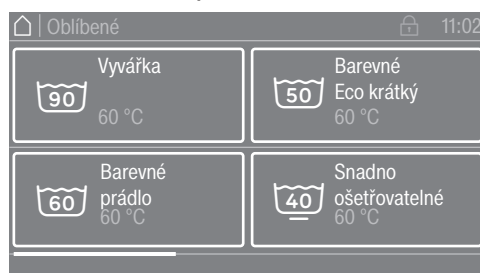 Oblíbené 11:02
90 Vyvářka
60 °C
50 Barevné
Eco krátký
60 °C
60 Barevné
prádlo
60 °C
40 Snadno
ošetřovatelné
60 °C